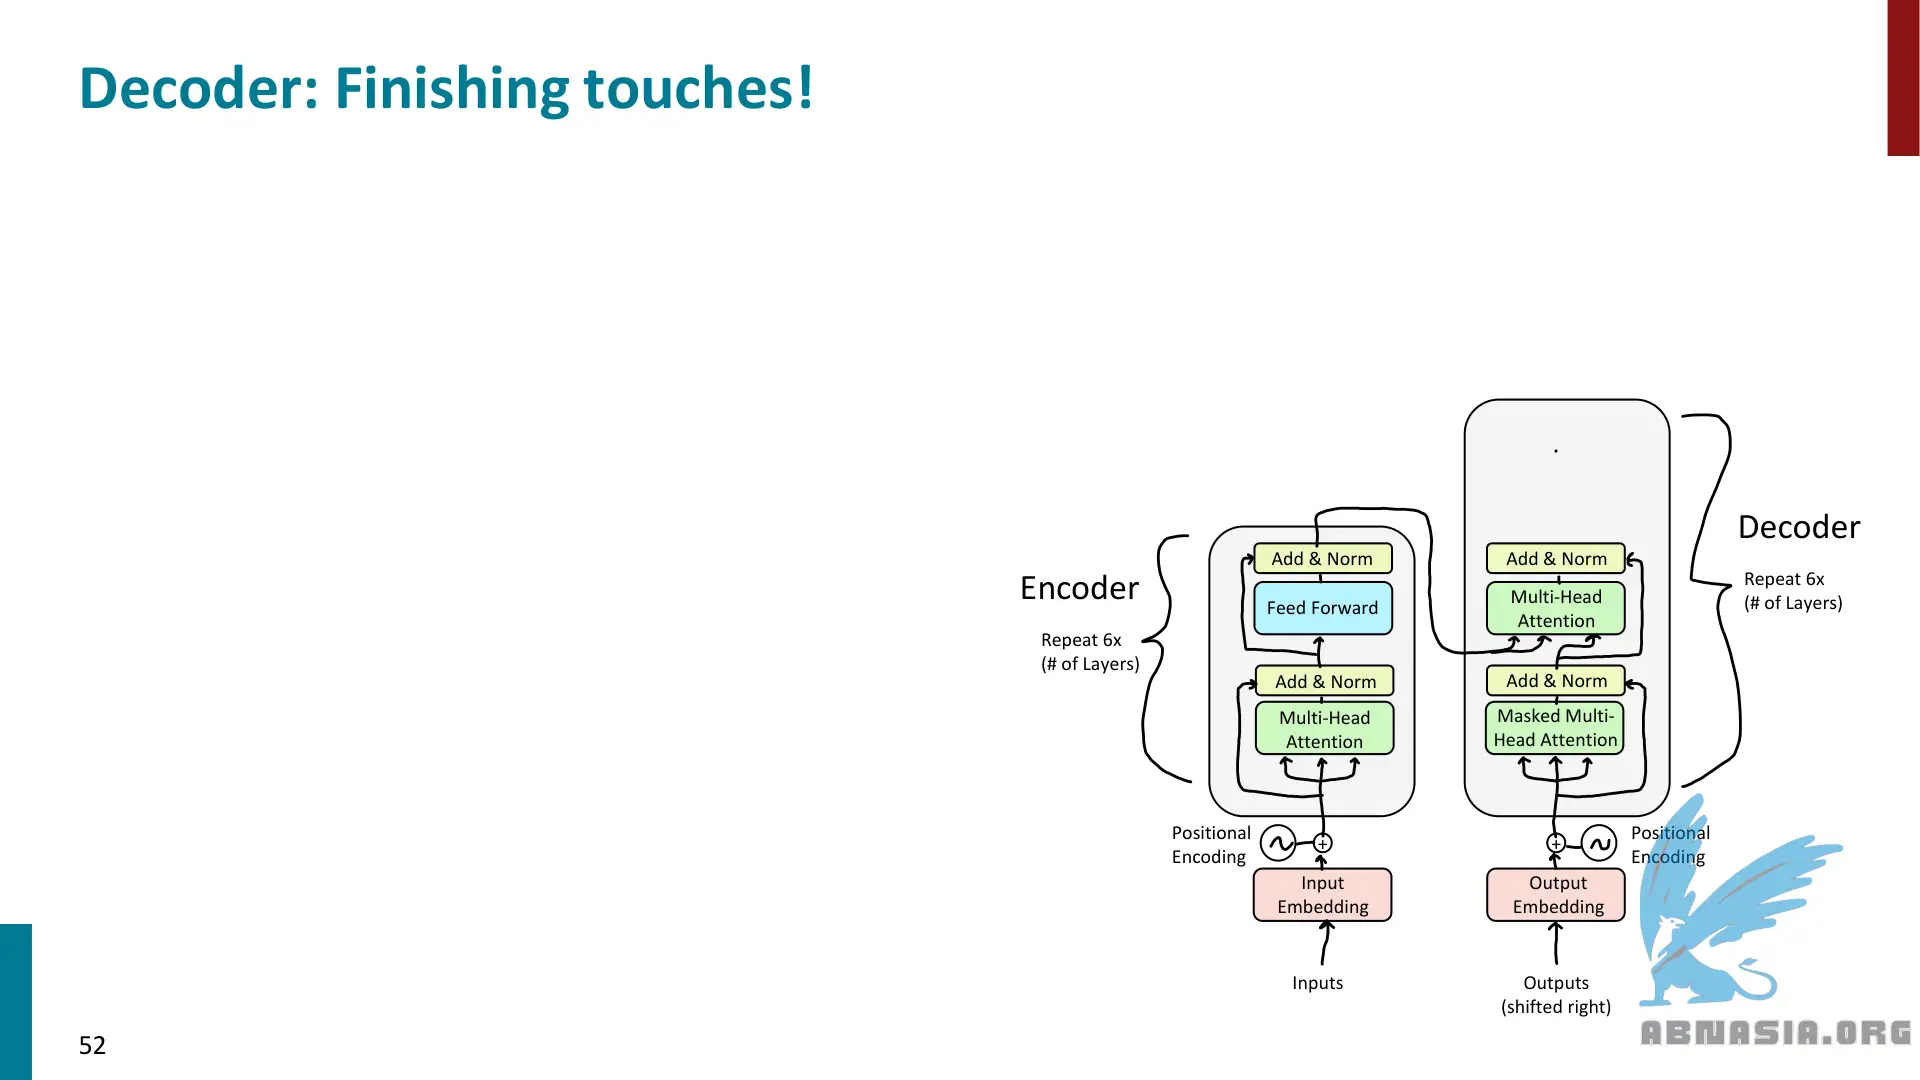 Decoder: Finishing touches!
Decoder
Repeat 6x
(# of Layers)
Encoder
Repeat 6x
(# of Layers)
Add & Norm
Feed Forward
Add & Norm
Multi-Head
Attention
Add & Norm
Multi-Head
Attention
Add & Norm
Masked Multi-
Head Attention
Positional
Encoding
+
Input
Embedding
Inputs
+
Positional
Encoding
Output
Embedding
Outputs
(shifted right)
52
ABNASIA.ORG